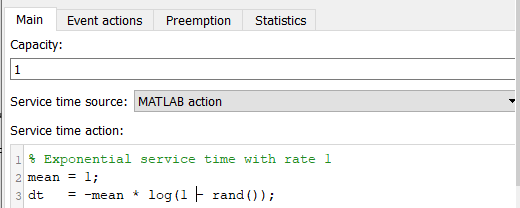 Main Event actions Preemption Statistics
Capacity:
1
Service time source: MATLAB action
Service time action:
1 % Exponential service time with rate 1
2 mean = 1;
3 dt   = -mean * log(1 - rand());